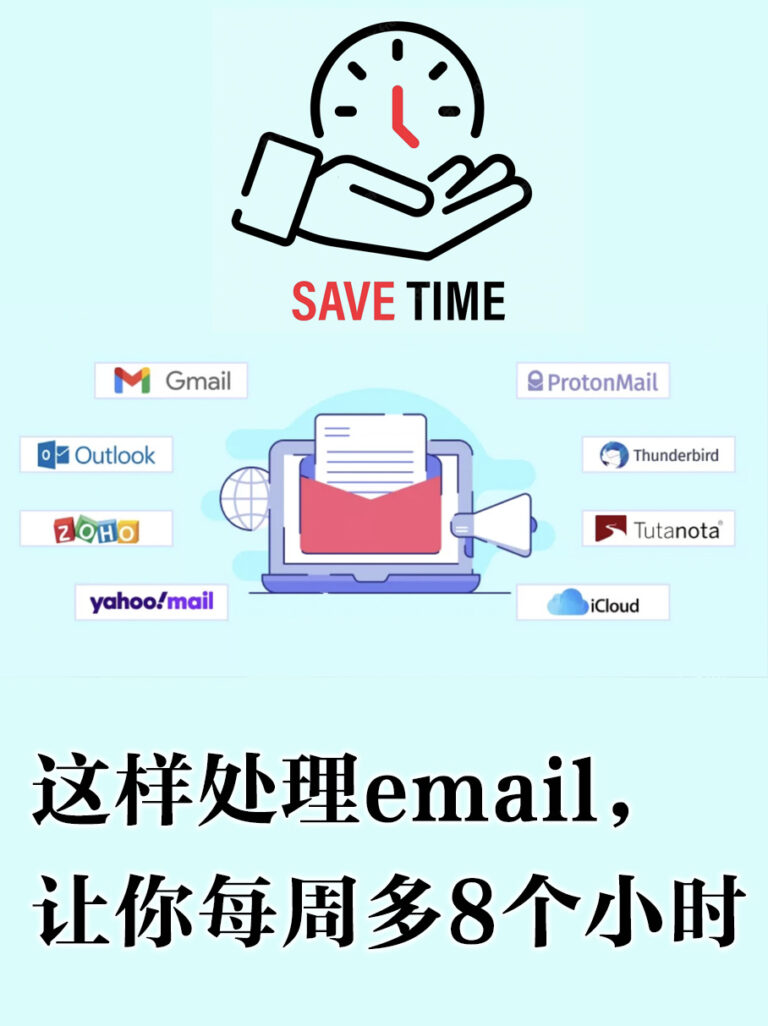 SAVE TIME
Gmail
ProtonMail
Outlook
Thunderbird
ZOHO
Tutanota®
yahoo!mail
iCloud
这样处理email，
让你每周多8个小时